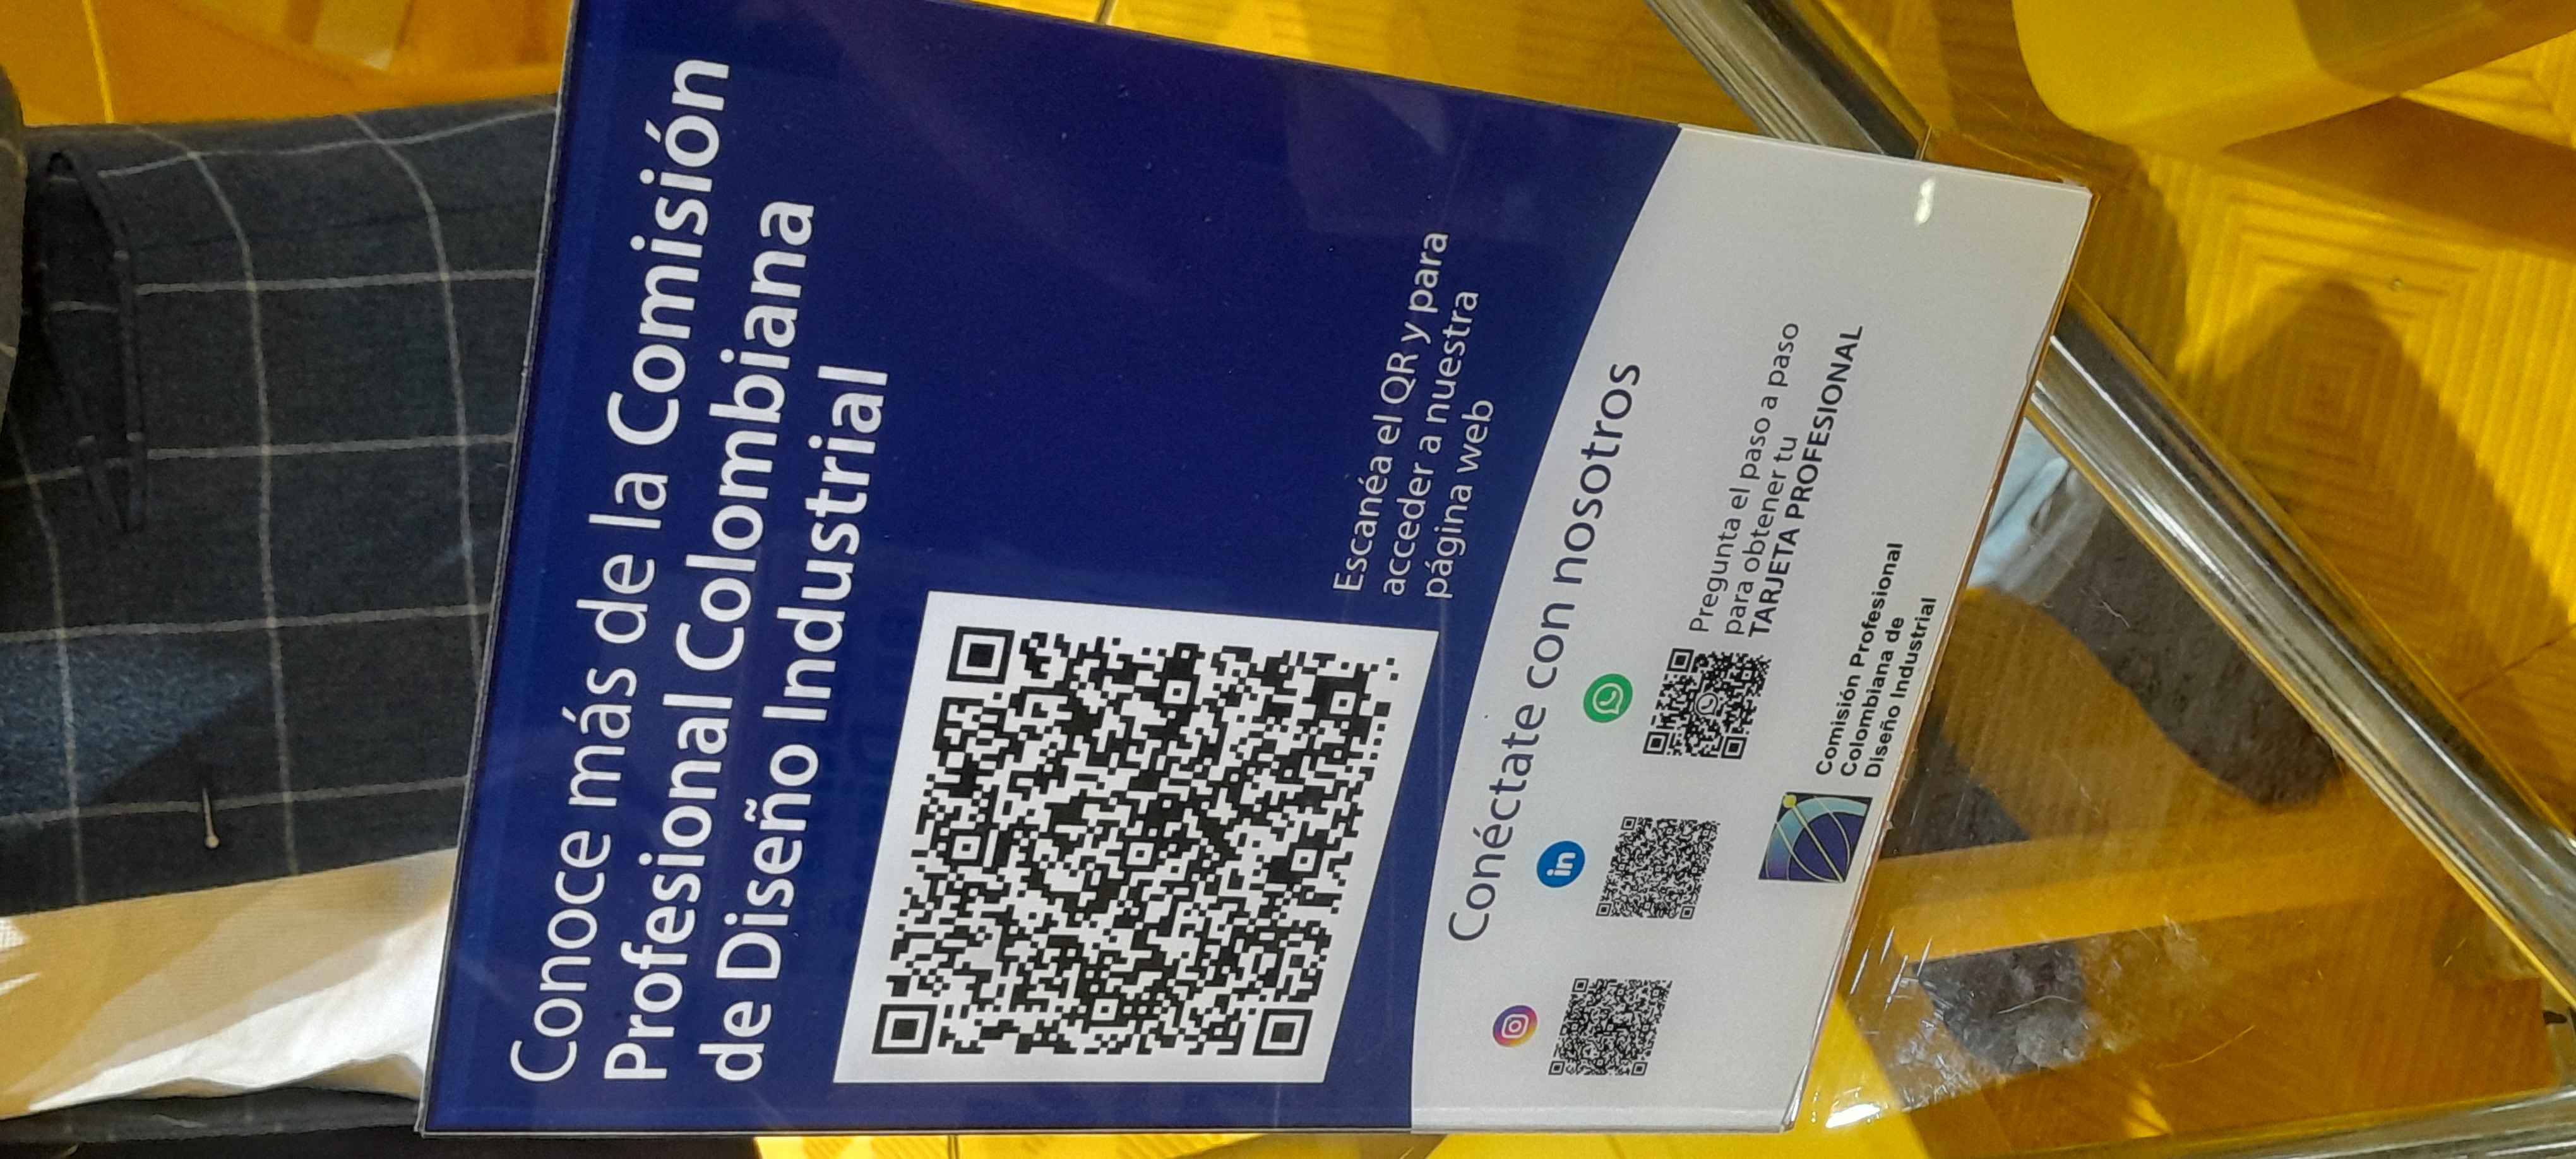 Conoce más de la Comisión
Profesional Colombiana
de Diseño Industrial
Escanéa el QR y para
acceder a nuestra
página web
Conéctate con nosotros
in
Pregunta el paso a paso
para obtener tu
TARJETA PROFESIONAL
Comisión Profesional
Colombiana de
Diseño Industrial